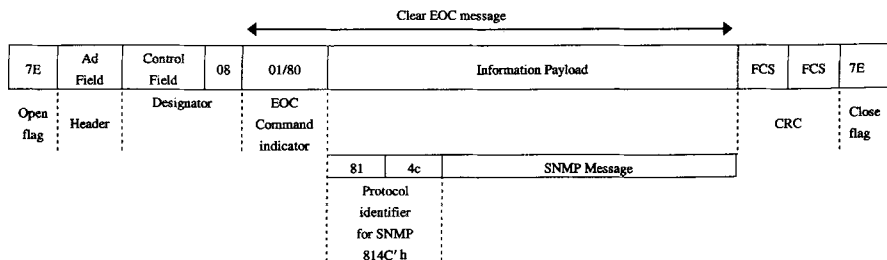 Clear EOC message
7E
Ad
Field
Control
Field
08
01/80
Information Payload
FCS
FCS
7E
Open
flag
Header
Designator
EOC
Command
indicator
CRC
Close
flag
81
4c
SNMP Message
Protocol
identifier
for SNMP
814C' h